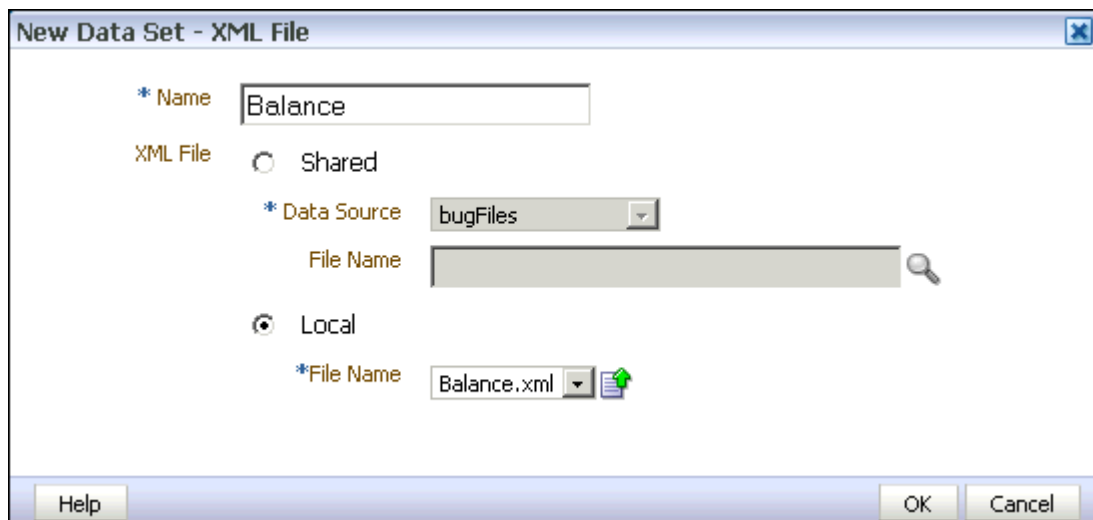 New Data Set - XML File
* Name Balance
XML File Shared
* Data Source bugFiles
File Name
Local
*File Name Balance.xml
Help OK Cancel